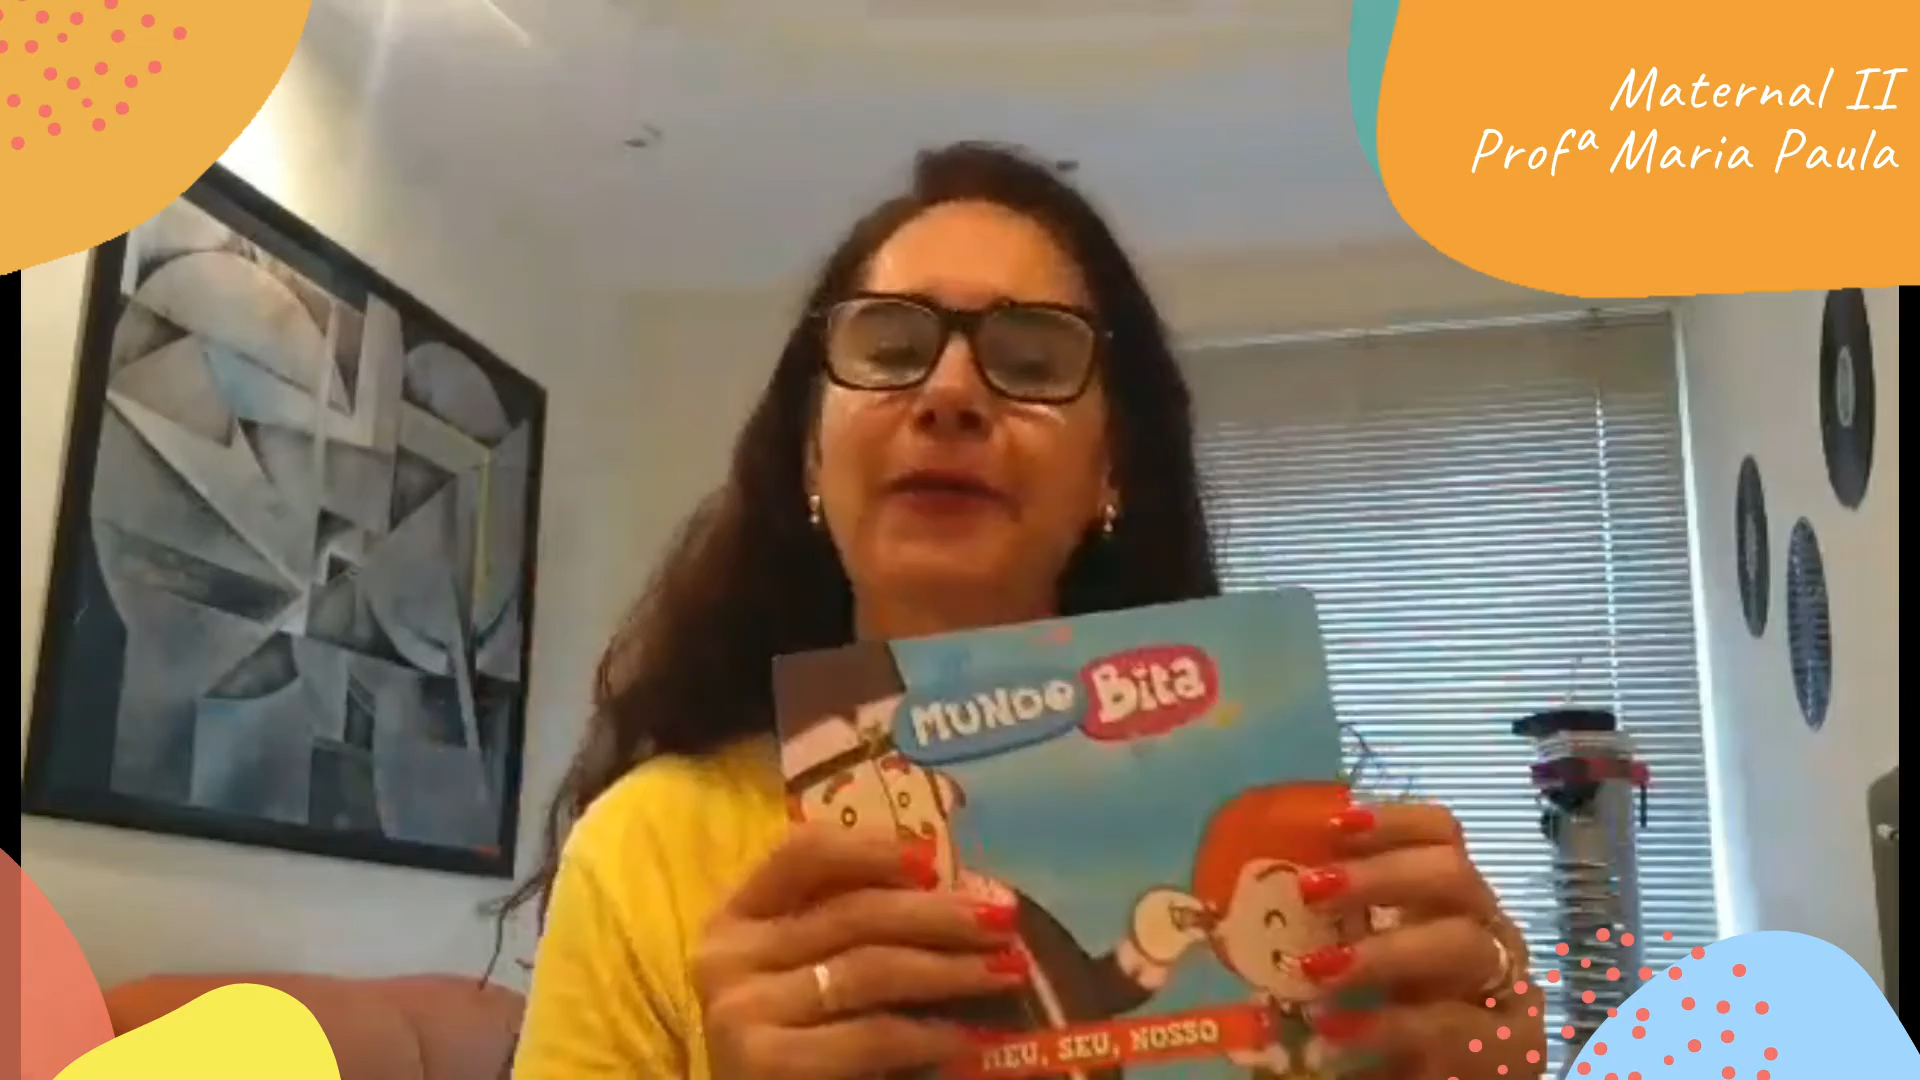 Maternal II
Profª Maria Paula
MUNDO Bita
MEU, SEU, NOSSO